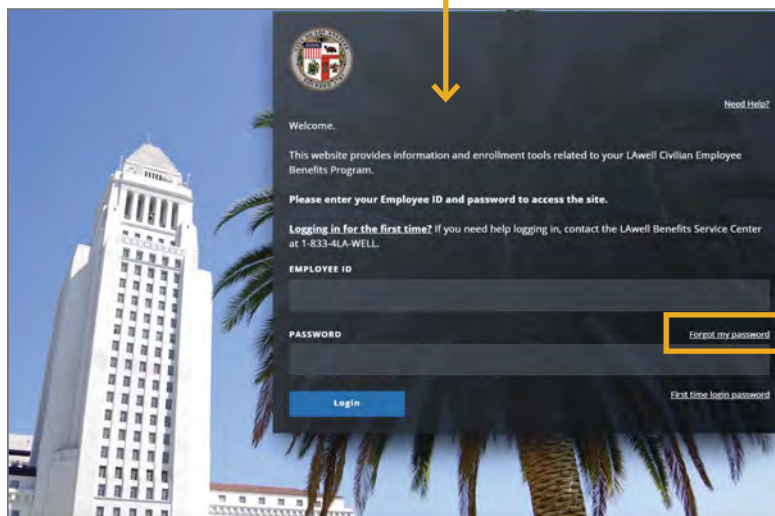 Need Help?
Welcome.
This website provides information and enrollment tools related to your LAwell Civilian Employee
Benefits Program.
Please enter your Employee ID and password to access the site.
Logging in for the first time? If you need help logging in, contact the LAwell Benefits Service Center
at 1-833-4LA-WELL.
EMPLOYEE ID
PASSWORD
Forgot my password
Login
First time login password